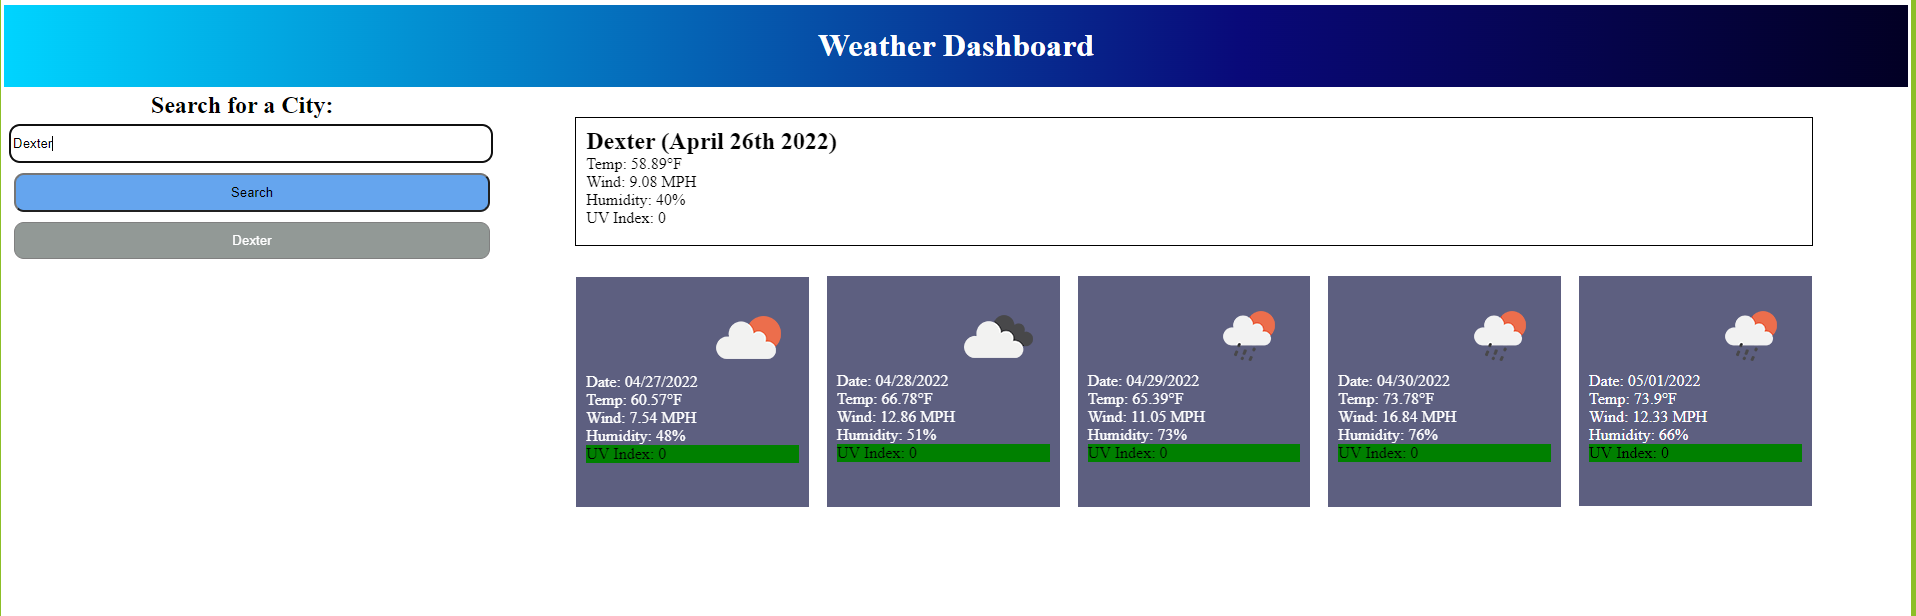 Weather Dashboard
Search for a City:
Dexter
Search
Dexter
Dexter (April 26th 2022)
Temp: 58.89°F
Wind: 9.08 MPH
Humidity: 40%
UV Index: 0
Date: 04/27/2022
Temp: 60.57°F
Wind: 7.54 MPH
Humidity: 48%
UV Index: 0
Date: 04/28/2022
Temp: 66.78°F
Wind: 12.86 MPH
Humidity: 51%
UV Index: 0
Date: 04/29/2022
Temp: 65.39°F
Wind: 11.05 MPH
Humidity: 73%
UV Index: 0
Date: 04/30/2022
Temp: 73.78°F
Wind: 16.84 MPH
Humidity: 76%
UV Index: 0
Date: 05/01/2022
Temp: 73.9°F
Wind: 12.33 MPH
Humidity: 66%
UV Index: 0